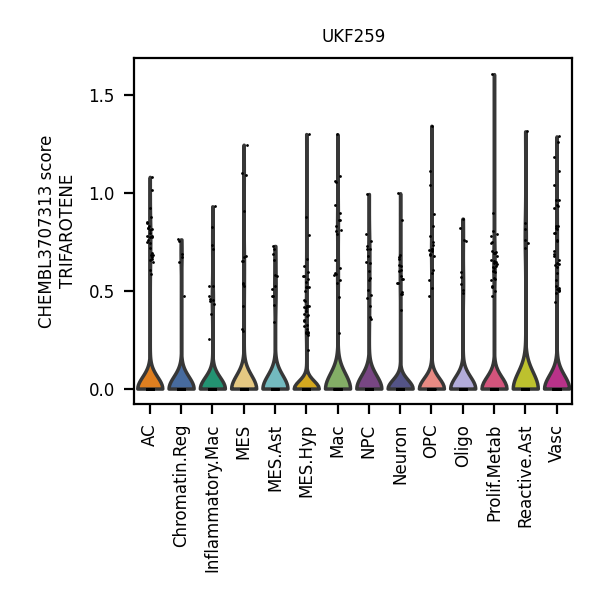 UKF259
CHEMBL3707313 score
TRIFAROTENE
1.5
1.0
0.5
0.0
AC
Chromatin.Reg
Inflammatory.Mac
MES
MES.Ast
MES.Hyp
Mac
NPC
Neuron
OPC
Oligo
Prolif.Metab
Reactive.Ast
Vasc